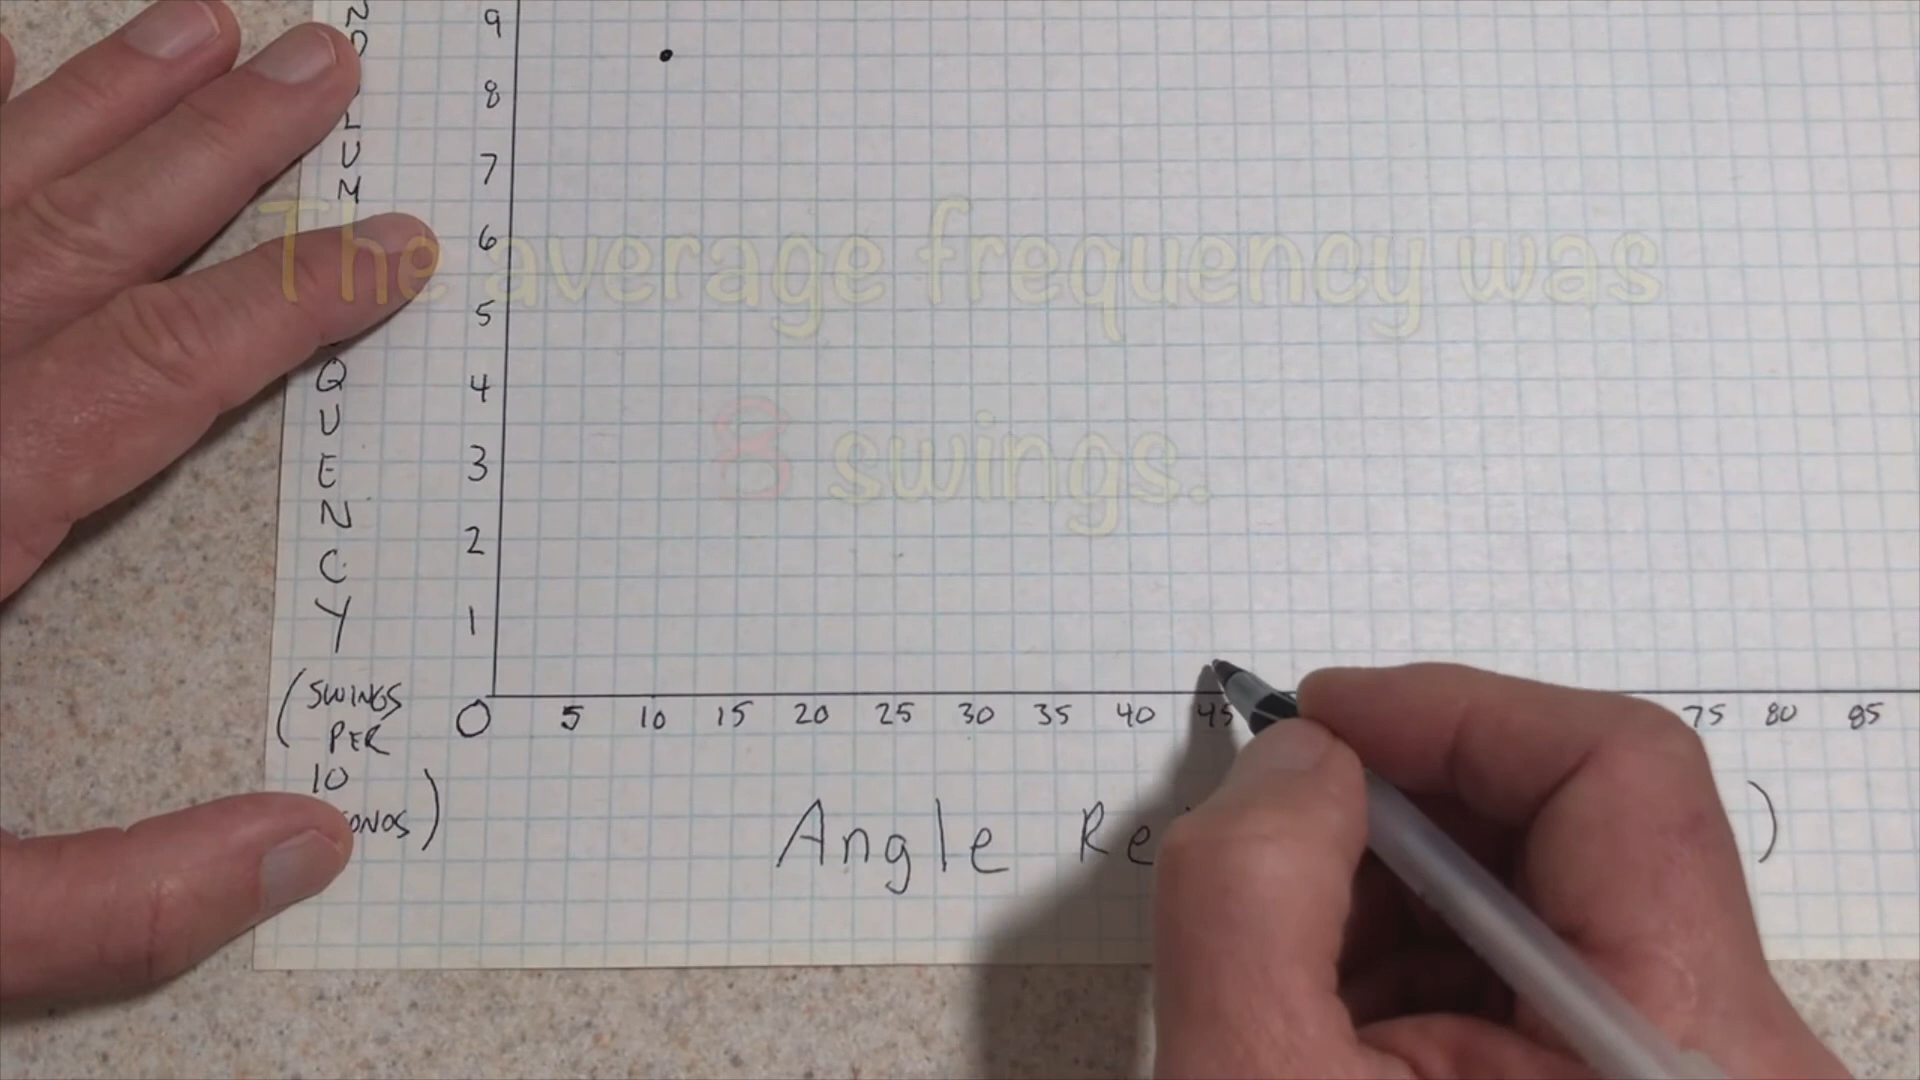 9
8
7
6
5
4
3
2
1
L
U
M
Q
U
E
N
C
Y
The average frequency was
8 swings.
(SWINGS
PER
10
)
0 5 10 15 20 25 30 35 40 45 75 80 85
Angle )